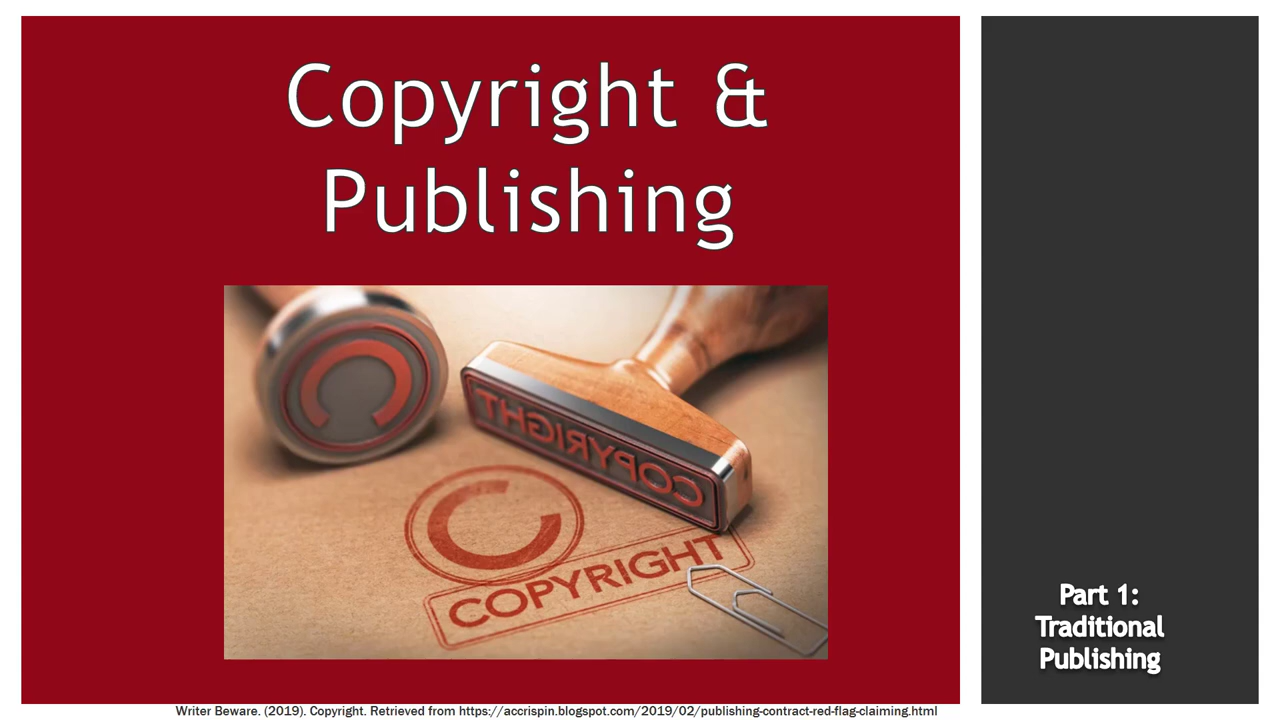 Copyright &
Publishing
COPYRIGHT
COPYRIGHT
Part 1:
Traditional
Publishing
Writer Beware. (2019). Copyright. Retrieved from https://accrispin.blogspot.com/2019/02/publishing-contract-red-flag-claiming.html